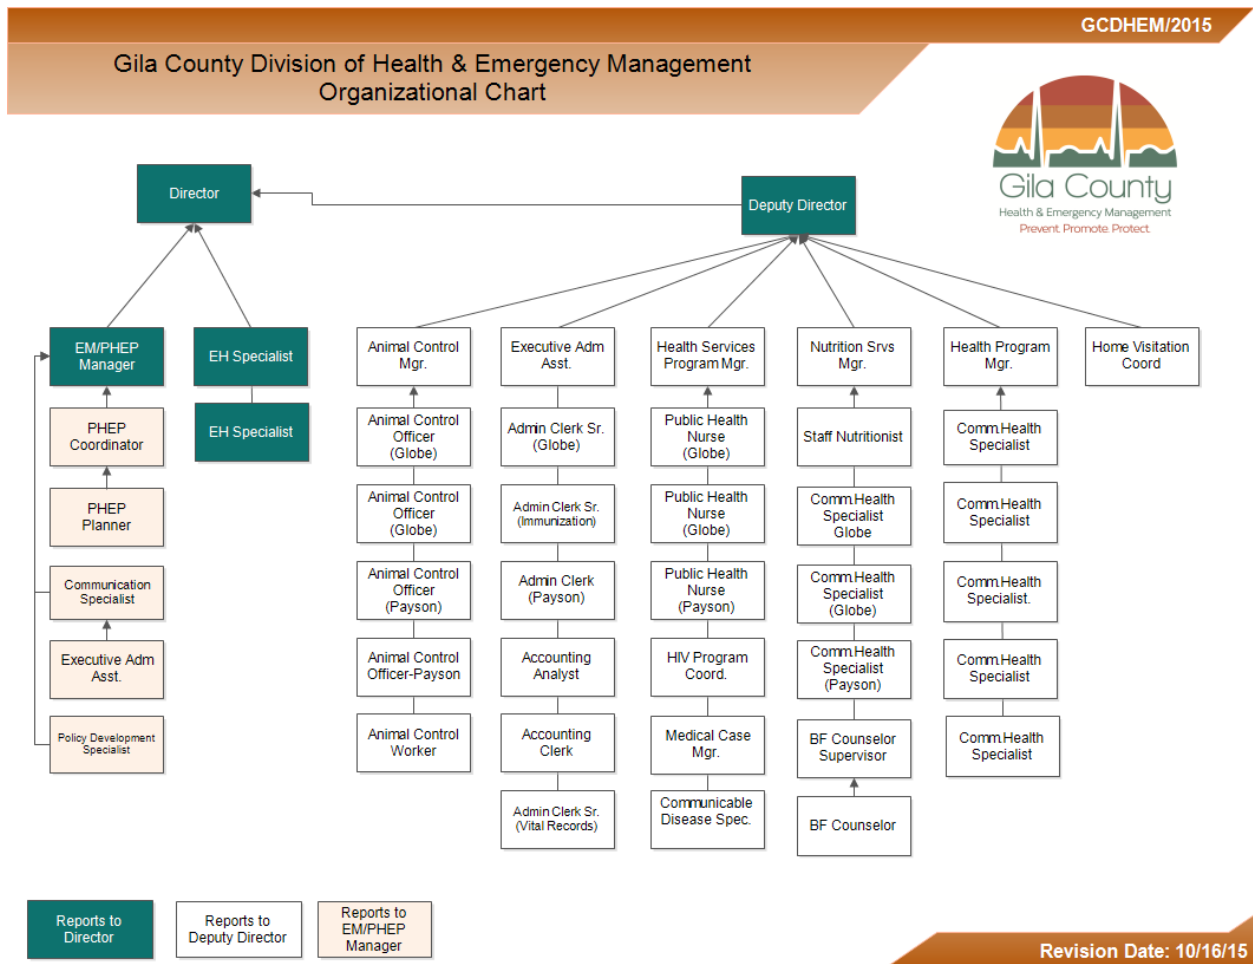 GCDHEM/2015
Gila County Division of Health & Emergency Management
Organizational Chart
Gila County
Health & Emergency Management
Prevent. Promote. Protect.
Director
Deputy Director
EM/PHEP
Manager
EH Specialist
Animal Control
Mgr.
Executive Adm
Asst.
Health Services
Program Mgr.
Nutrition Srvs
Mgr.
Health Program
Mgr.
Home Visitation
Coord
PHEP
Coordinator
EH Specialist
Animal Control
Officer
(Globe)
Admin Clerk Sr.
(Globe)
Public Health
Nurse
(Globe)
Staff Nutritionist
Comm.Health
Specialist
PHEP
Planner
Animal Control
Officer
(Globe)
Admin Clerk Sr.
(Immunization)
Public Health
Nurse
(Globe)
Comm.Health
Specialist
Globe
Comm.Health
Specialist
Communication
Specialist
Animal Control
Officer
(Payson)
Admin Clerk
(Payson)
Public Health
Nurse
(Payson)
Comm.Health
Specialist
(Globe)
Comm.Health
Specialist.
Executive Adm
Asst.
Animal Control
Officer-Payson
Accounting
Analyst
HIV Program
Coord.
Comm.Health
Specialist
(Payson)
Comm.Health
Specialist
Policy Development
Specialist
Animal Control
Worker
Accounting
Clerk
Medical Case
Mgr.
BF Counselor
Supervisor
Comm.Health
Specialist
Admin Clerk Sr.
(Vital Records)
Communicable
Disease Spec.
BF Counselor
Reports to
Director
Reports to
Deputy Director
Reports to
EM/PHEP
Manager
Revision Date: 10/16/15